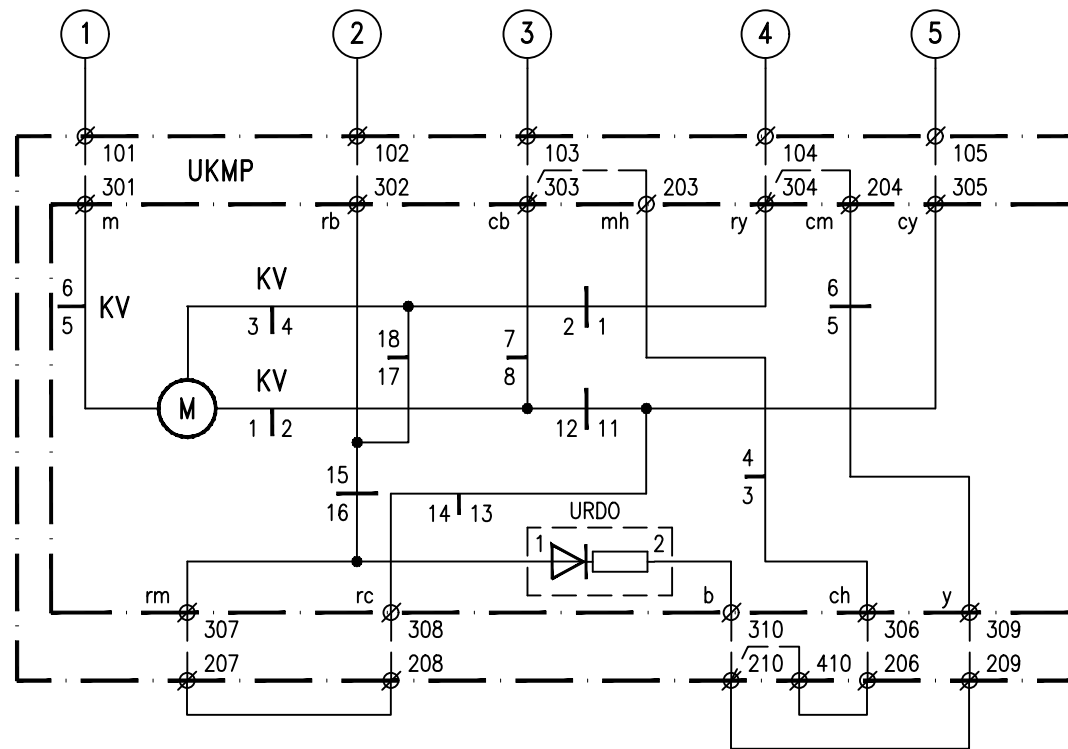 1 2 3 4 5
101 102 103 104 105
UKMP
301 302 303 203 304 204 305
m rb cb mh ry cm cy
6 KV KV 6
5 3 4 2 1 5
18 7
17 KV 8
M 1 2 12 11
15 4
16 14 13 3
URDO
1 2
rm rc b ch y
307 308 310 306 309
207 208 210 410 206 209